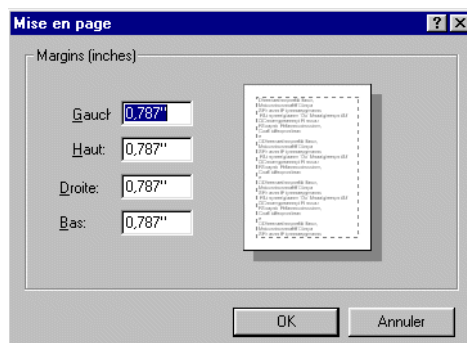 Mise en page
Margins (inches)
Gauch 0,787"
Haut: 0,787"
Droite: 0,787"
Bas: 0,787"
OK Annuler